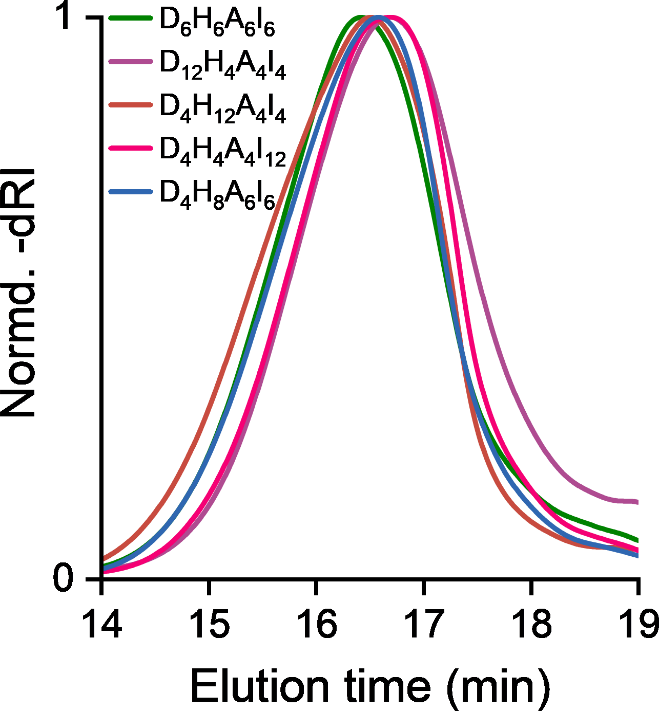 1
D₆H₆A₆I₆
D₁₂H₄A₄I₄
D₄H₁₂A₄I₄
D₄H₄A₄I₁₂
D₄H₈A₆I₆
Normd. -dRI
0
14 15 16 17 18 19
Elution time (min)